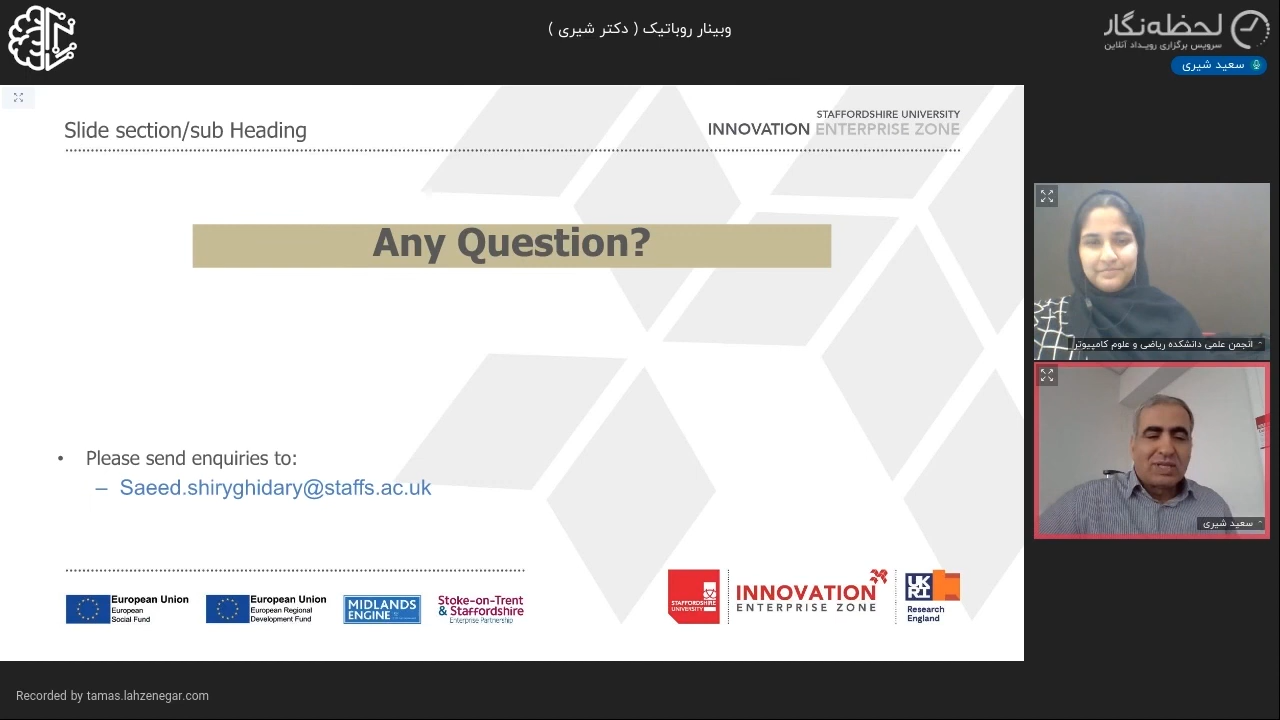 وبینار روباتیک ( دکتر شیری )
لحظه‌نگار
سرویس برگزاری رویداد آنلاین
سعید شیری
Slide section/sub Heading
STAFFORDSHIRE UNIVERSITY
INNOVATION ENTERPRISE ZONE
Any Question?
انجمن علمی دانشکده ریاضی و علوم کامپیوتر
سعید شیری
• Please send enquiries to:
– Saeed.shiryghidary@staffs.ac.uk
European Union
European
Social Fund
European Union
European Regional
Development Fund
MIDLANDS
ENGINE
Stoke-on-Trent
& Staffordshire
Enterprise Partnership
STAFFORDSHIRE
UNIVERSITY
INNOVATION
ENTERPRISE ZONE
UK
RI
Research
England
Recorded by tamas.lahzenegar.com